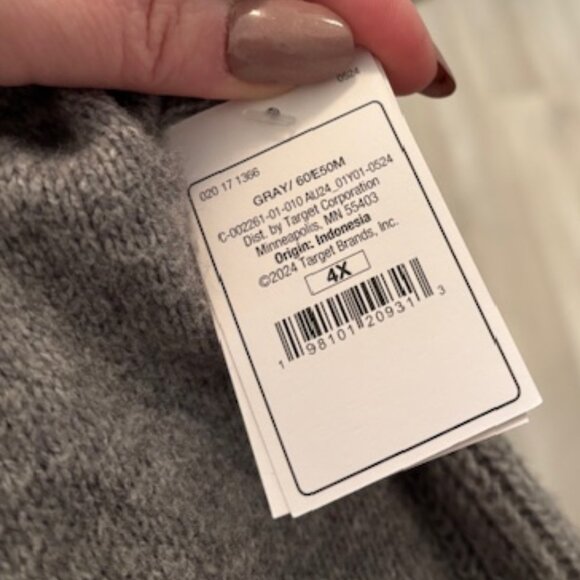 0524
020 17 1366
GRAY/ 60/E50M
C-002261-01-010 AU24_01Y01-0524
Dist. by Target Corporation
Minneapolis, MN 55403
Origin: Indonesia
©2024 Target Brands, Inc.
4X
1 98101 20931 3